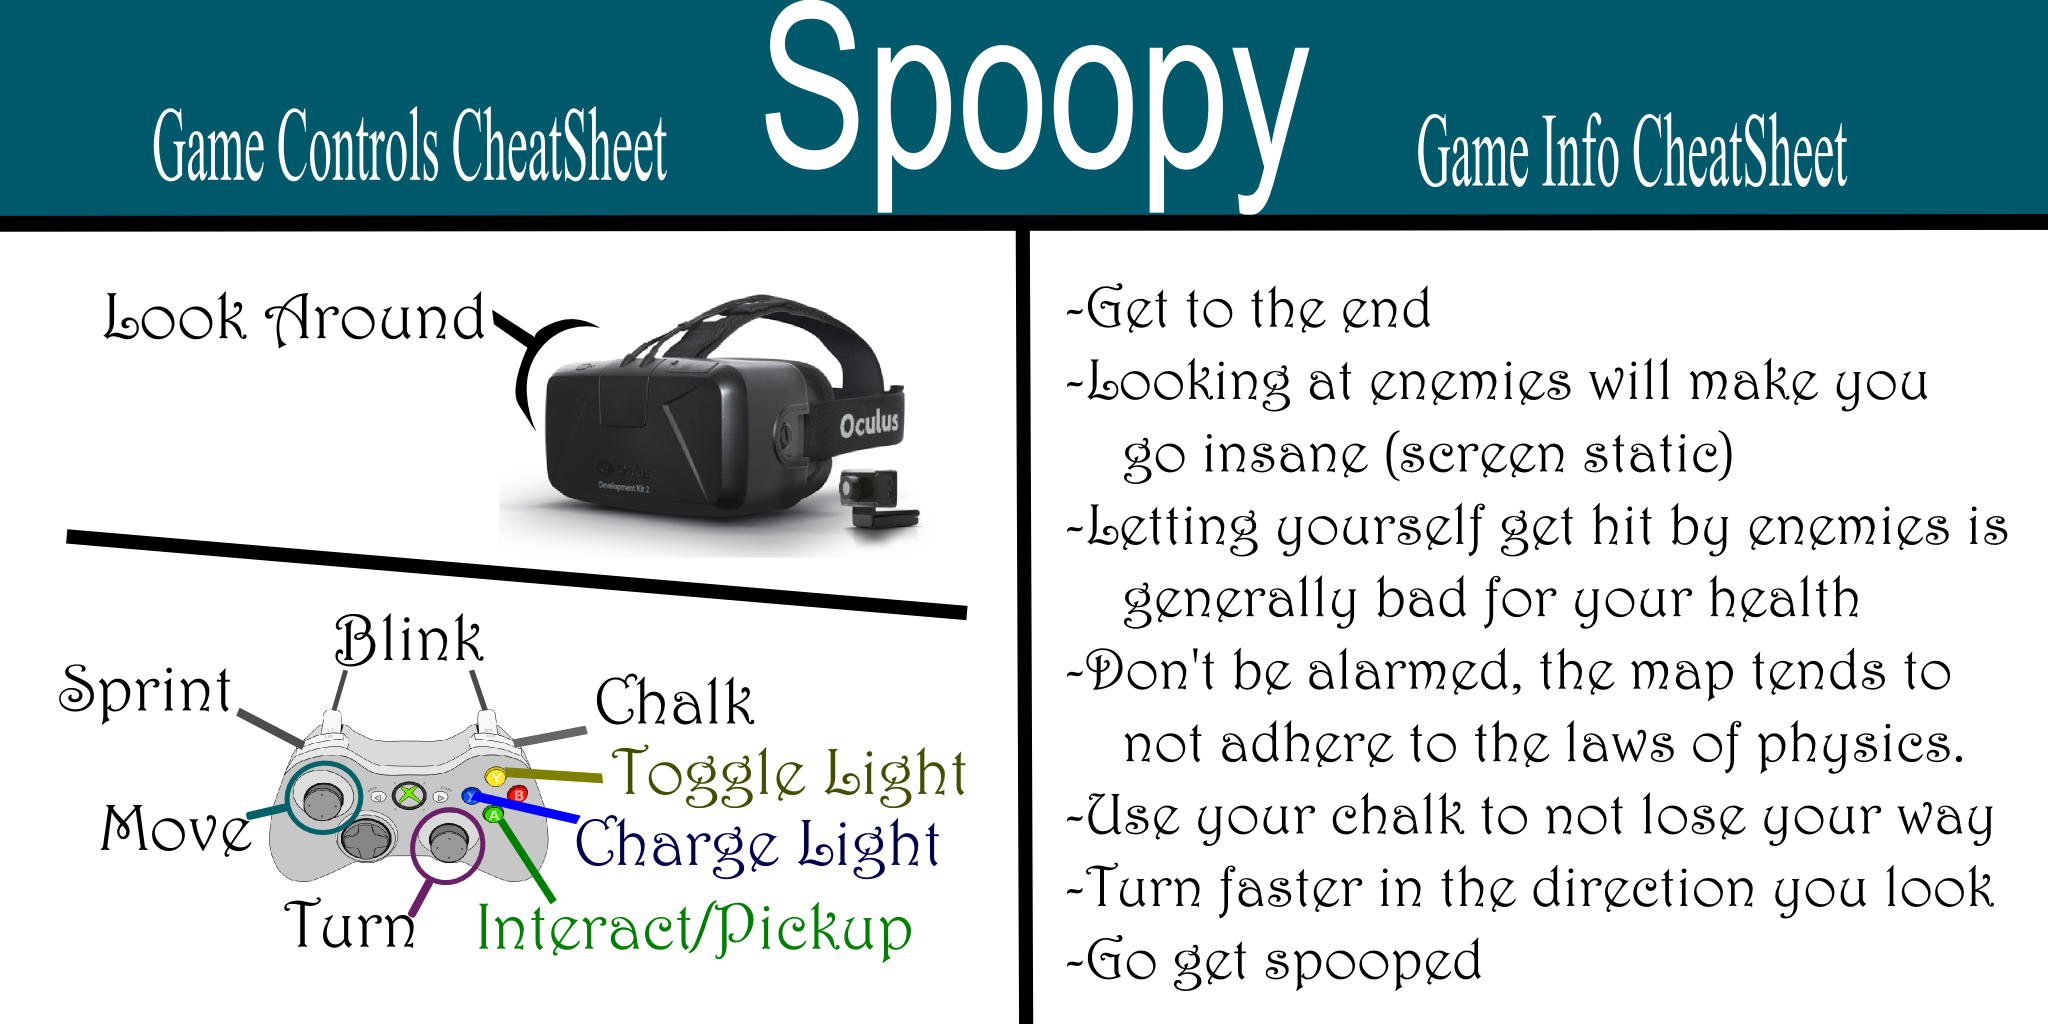 Spoopy
Game Controls CheatSheet
Game Info CheatSheet
Look Around
Oculus
Oculus
Development Kit 2
Blink
Sprint
Chalk
Toggle Light
Y
B
X
A
Charge Light
Move
Turn
Interact/Pickup
-Get to the end
-Looking at enemies will make you
go insane (screen static)
-Letting yourself get hit by enemies is
generally bad for your health
-Don't be alarmed, the map tends to
not adhere to the laws of physics.
-Use your chalk to not lose your way
-Turn faster in the direction you look
-Go get spooped